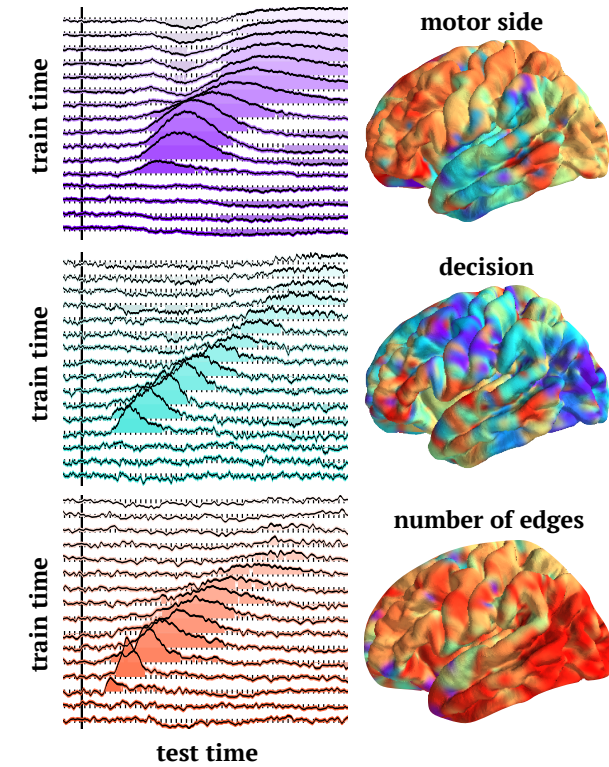 motor side
train time
decision
train time
number of edges
train time
test time